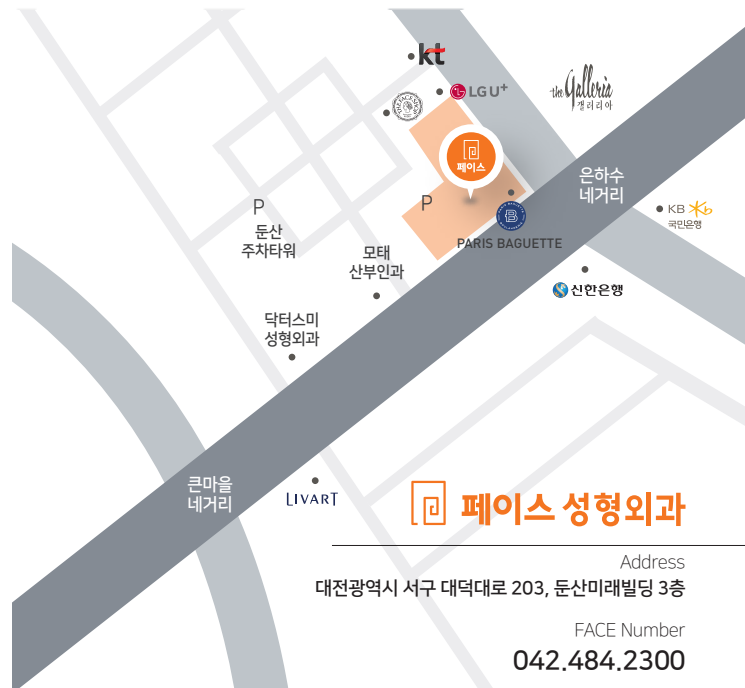 kt
LG U+
THE FACE SHOP
the Galleria
갤러리아
페이스
은하수
네거리
KB
국민은행
P
둔산
주차타워
P
B
PARIS BAGUETTE
모태
산부인과
신한은행
닥터스미
성형외과
큰마을
네거리
LIVART
페이스 성형외과
Address
대전광역시 서구 대덕대로 203, 둔산미래빌딩 3층
FACE Number
042.484.2300